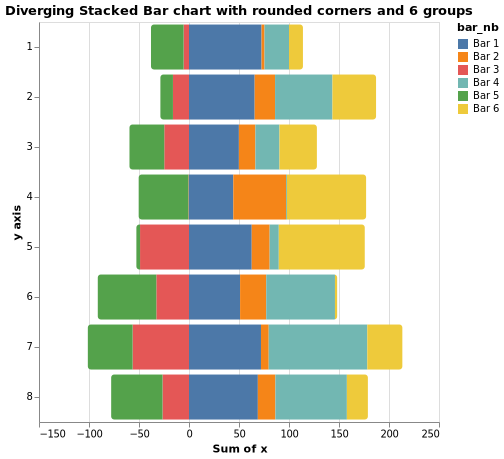 Diverging Stacked Bar chart with rounded corners and 6 groups
bar_nb
Bar 1
Bar 2
Bar 3
Bar 4
Bar 5
Bar 6
y axis
1
2
3
4
5
6
7
8
−150 −100 −50 0 50 100 150 200 250
Sum of x